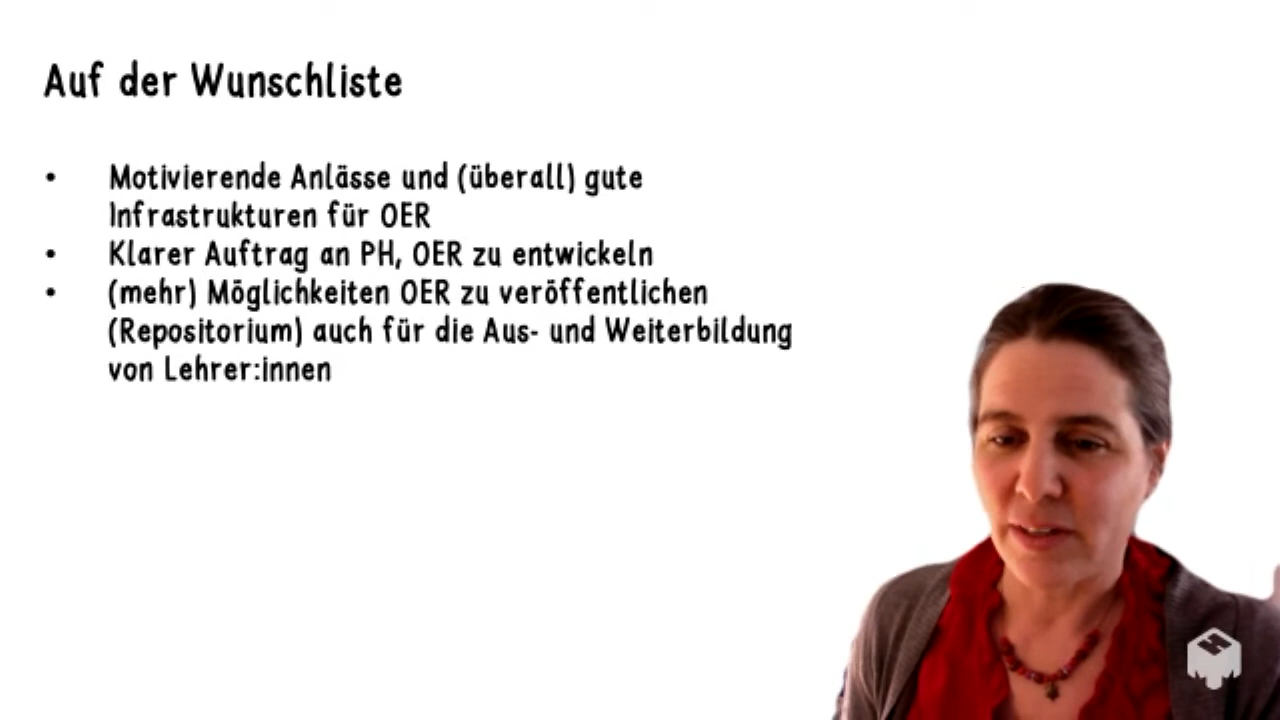 Auf der Wunschliste
• Motivierende Anlässe und (überall) gute
Infrastrukturen für OER
• Klarer Auftrag an PH, OER zu entwickeln
• (mehr) Möglichkeiten OER zu veröffentlichen
(Repositorium) auch für die Aus- und Weiterbildung
von Lehrer:innen